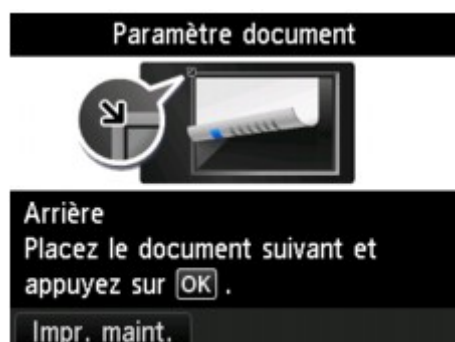 Paramètre document
Arrière
Placez le document suivant et
appuyez sur OK .
Impr. maint.